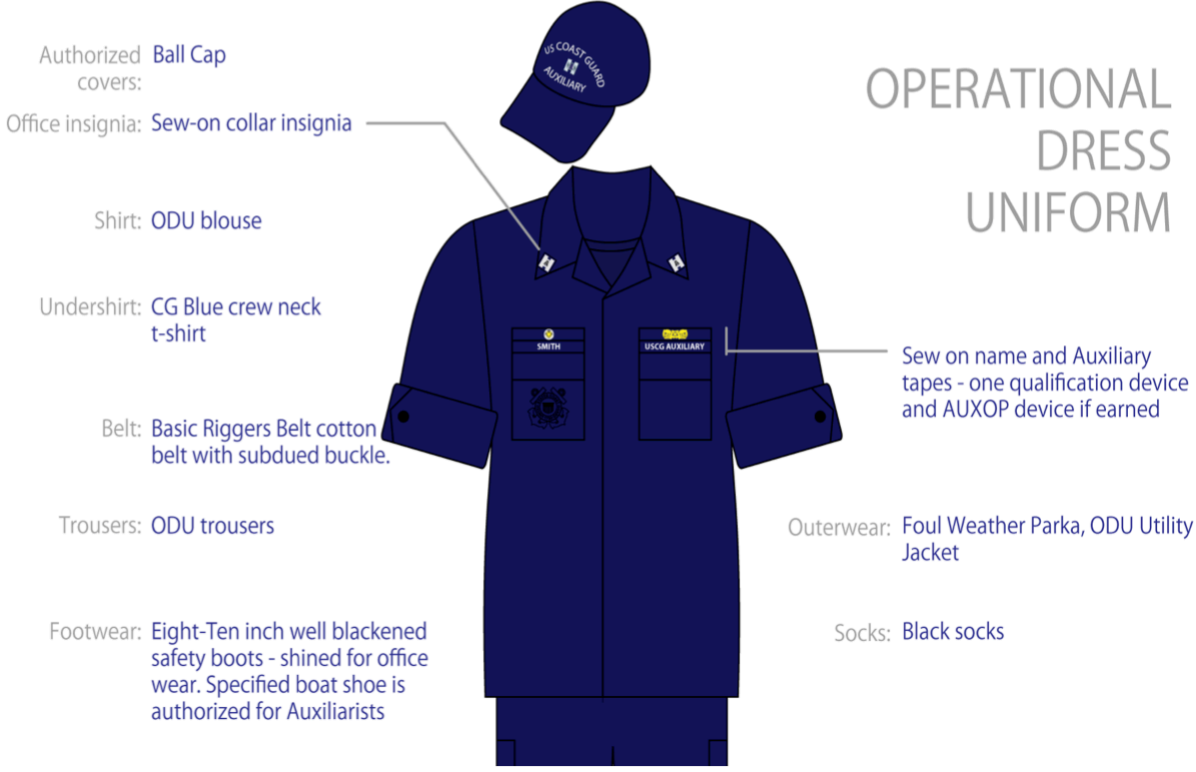 OPERATIONAL
DRESS
UNIFORM
Authorized covers: Ball Cap
Office insignia: Sew-on collar insignia
Shirt: ODU blouse
Undershirt: CG Blue crew neck
t-shirt
Belt: Basic Riggers Belt cotton
belt with subdued buckle.
Trousers: ODU trousers
Footwear: Eight-Ten inch well blackened
safety boots - shined for office
wear. Specified boat shoe is
authorized for Auxiliarists
US COAST GUARD
AUXILIARY
SMITH
USCG AUXILIARY
Sew on name and Auxiliary
tapes - one qualification device
and AUXOP device if earned
Outerwear: Foul Weather Parka, ODU Utility
Jacket
Socks: Black socks